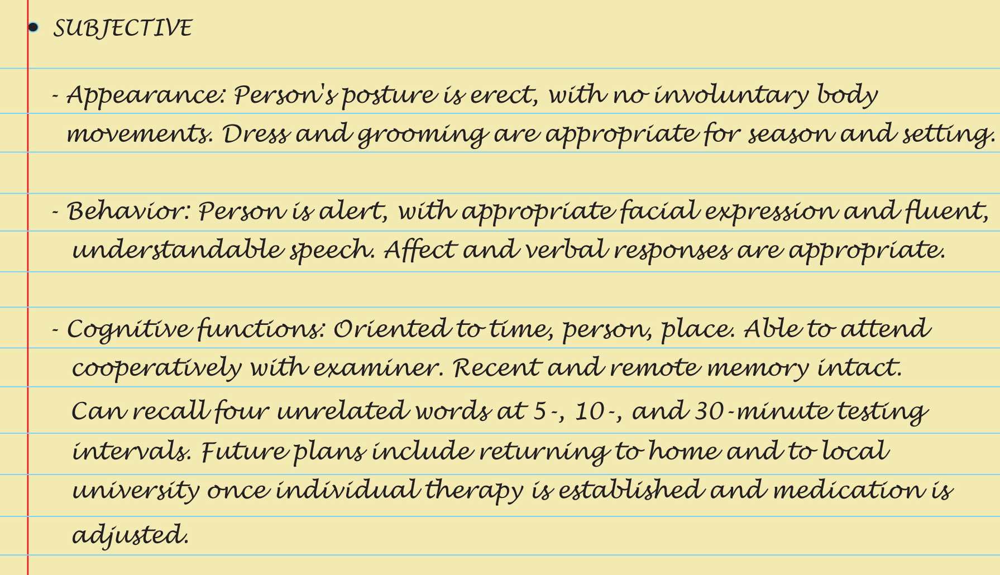 • SUBJECTIVE
- Appearance: Person's posture is erect, with no involuntary body
movements. Dress and grooming are appropriate for season and setting.
- Behavior: Person is alert, with appropriate facial expression and fluent,
understandable speech. Affect and verbal responses are appropriate.
- Cognitive functions: Oriented to time, person, place. Able to attend
cooperatively with examiner. Recent and remote memory intact.
Can recall four unrelated words at 5-, 10-, and 30-minute testing
intervals. Future plans include returning to home and to local
university once individual therapy is established and medication is
adjusted.